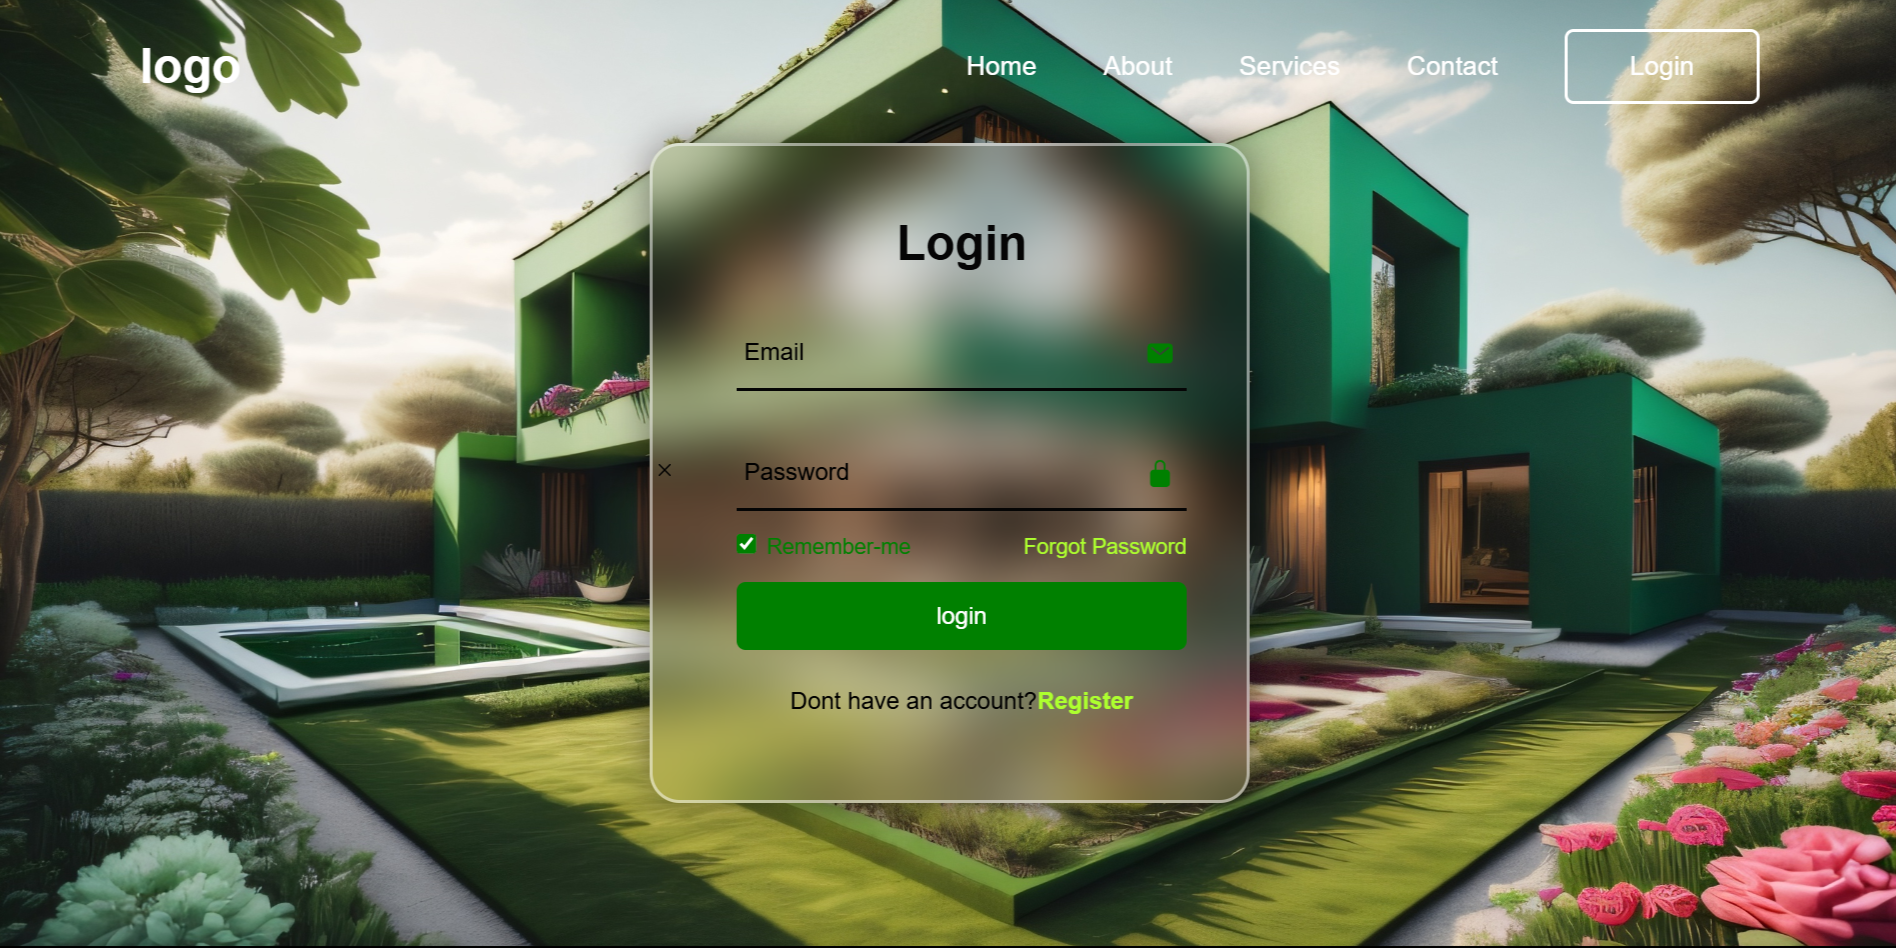 logo
Home About Services Contact Login
Login
Email
Password
Remember-me Forgot Password
login
Dont have an account?Register